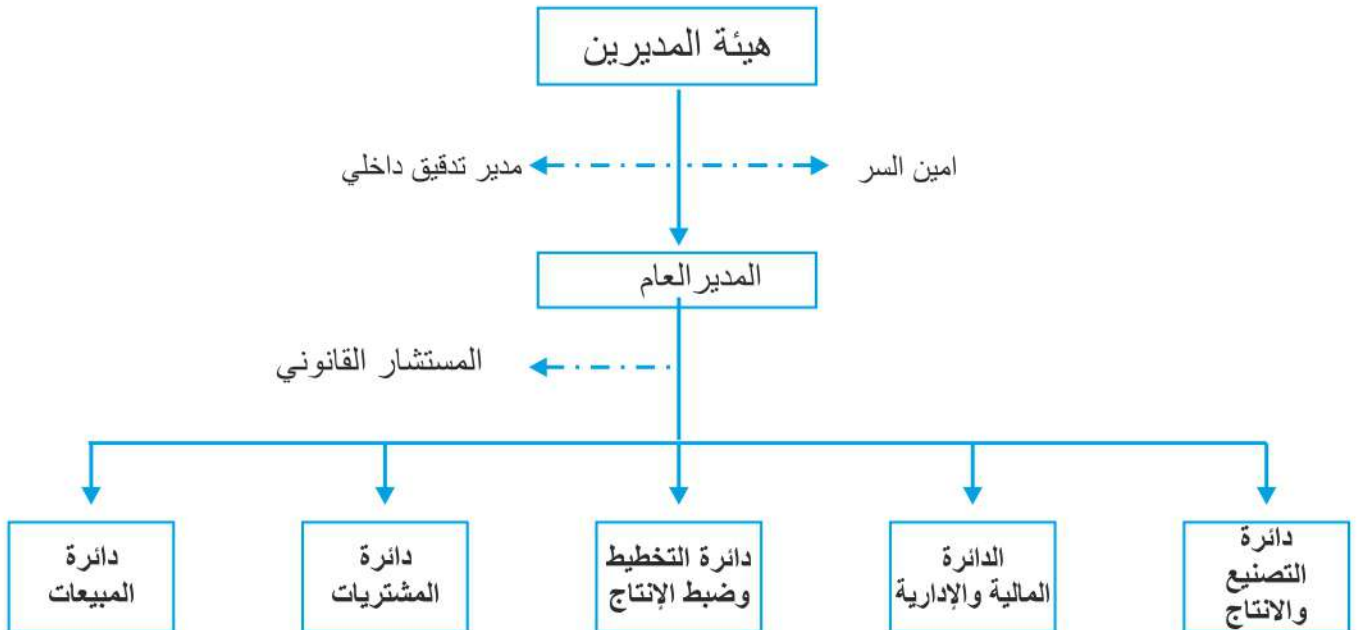 هيئة المديرين
امين السر
مدير تدقيق داخلي
المدير العام
المستشار القانوني
دائرة
التصنيع
والانتاج
الدائرة
المالية والإدارية
دائرة التخطيط
وضبط الإنتاج
دائرة
المشتريات
دائرة
المبيعات